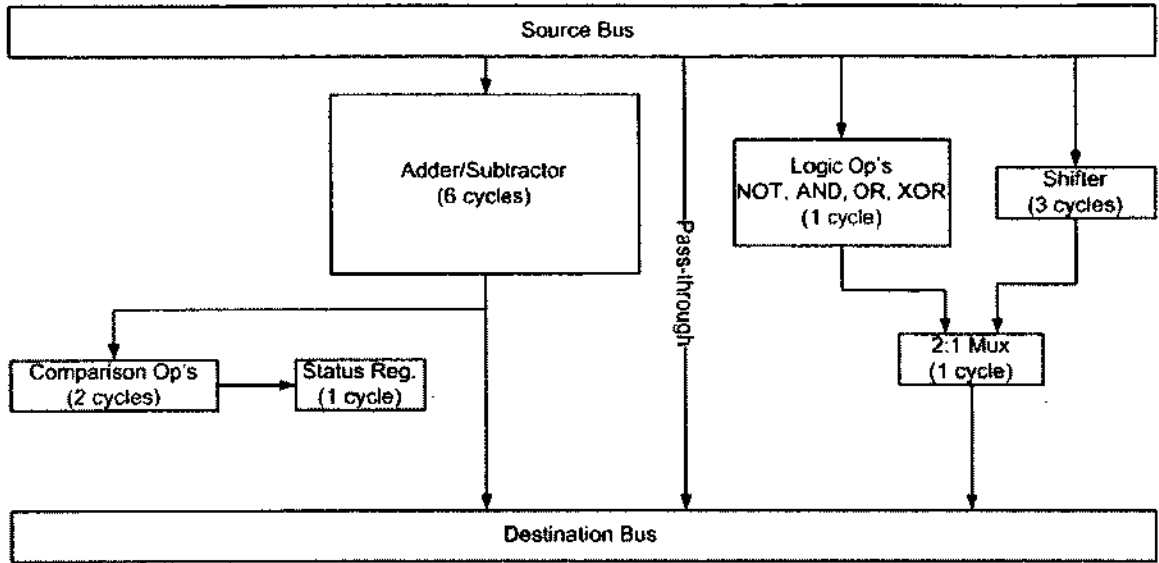 Source Bus
Adder/Subtractor
(6 cycles)
Pass-through
Logic Op's
NOT, AND, OR, XOR
(1 cycle)
Shifter
(3 cycles)
2:1 Mux
(1 cycle)
Comparison Op's
(2 cycles)
Status Reg.
(1 cycle)
Destination Bus